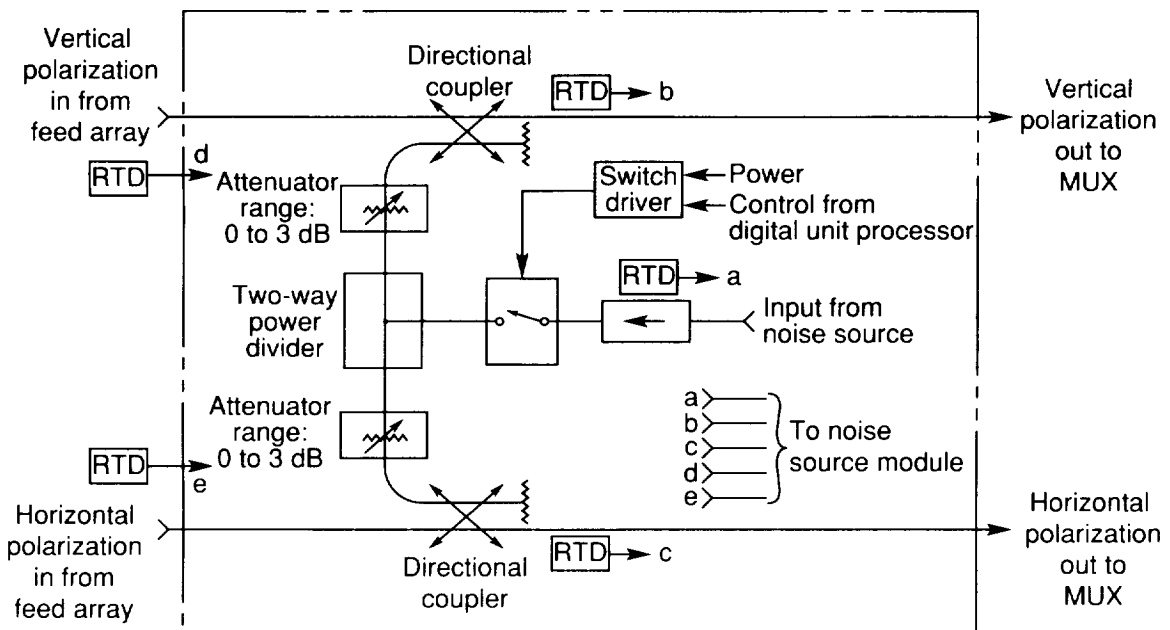 Vertical
polarization
in from
feed array
Directional
coupler
RTD
b
Vertical
polarization
out to
MUX
RTD
d
Attenuator
range:
0 to 3 dB
Switch
driver
Power
Control from
digital unit processor
RTD
a
Two-way
power
divider
Input from
noise source
Attenuator
range:
0 to 3 dB
a
b
c
d
e
To noise
source module
RTD
e
Horizontal
polarization
in from
feed array
Directional
coupler
RTD
c
Horizontal
polarization
out to
MUX